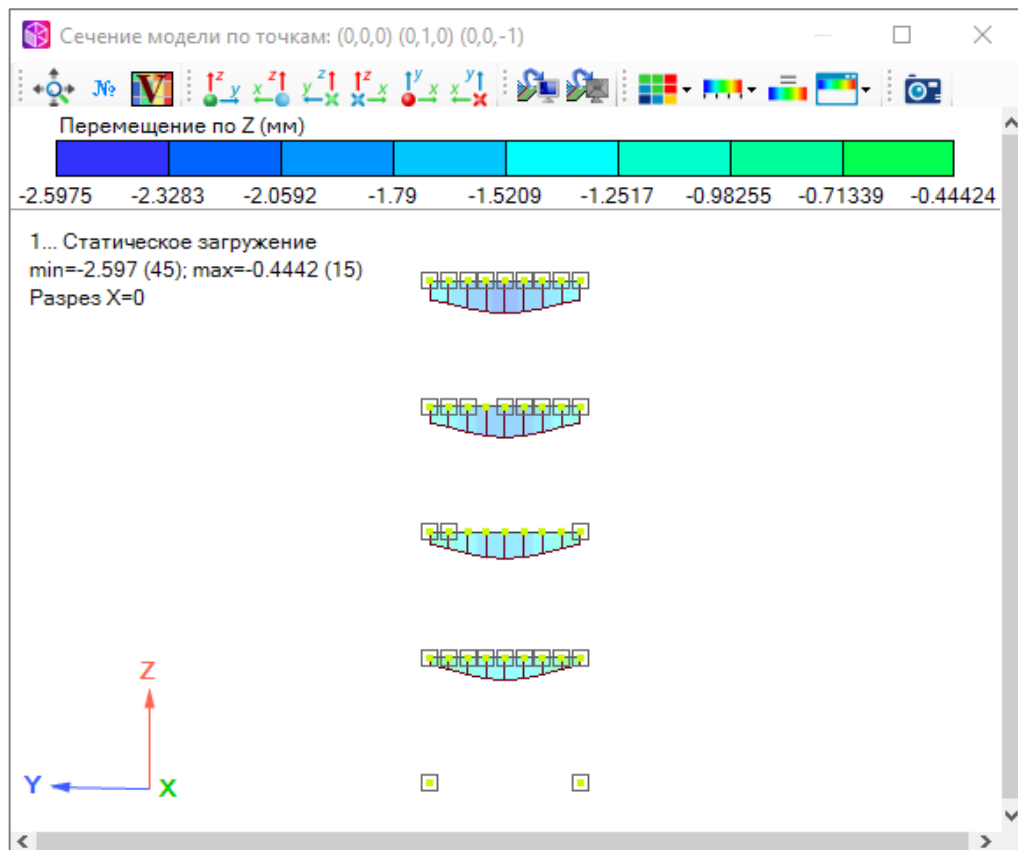 Сечение модели по точкам: (0,0,0) (0,1,0) (0,0,-1)
№ V z y x z z y z x y x y x
Перемещение по Z (мм)
-2.5975 -2.3283 -2.0592 -1.79 -1.5209 -1.2517 -0.98255 -0.71339 -0.44424
1... Статическое загружение
min=-2.597 (45); max=-0.4442 (15)
Разрез X=0
Z
Y
X